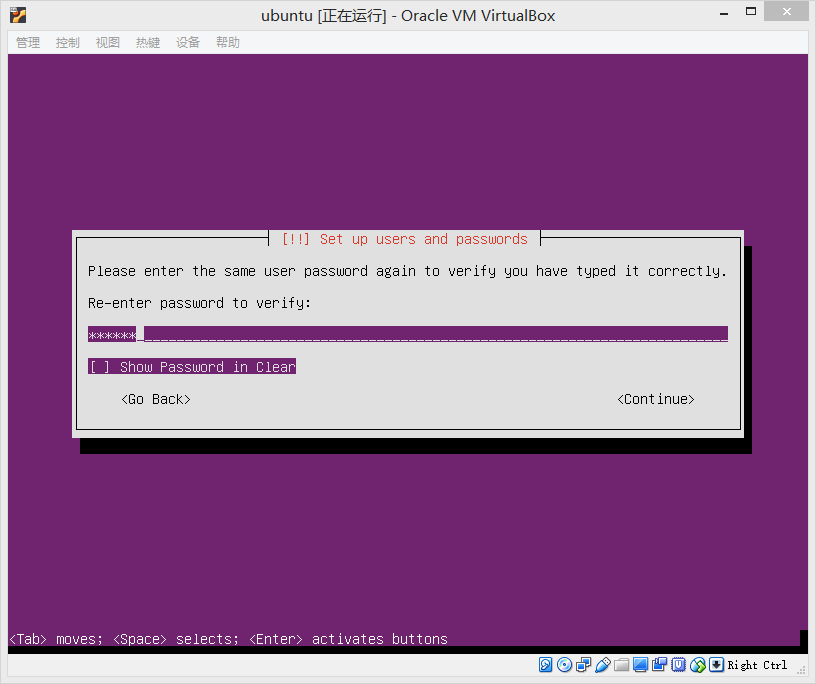 ubuntu [正在运行] - Oracle VM VirtualBox
管理 控制 视图 热键 设备 帮助
[!!] Set up users and passwords
Please enter the same user password again to verify you have typed it correctly.
Re-enter password to verify:
******
[ ] Show Password in Clear
<Go Back> <Continue>
<Tab> moves; <Space> selects; <Enter> activates buttons
Right Ctrl